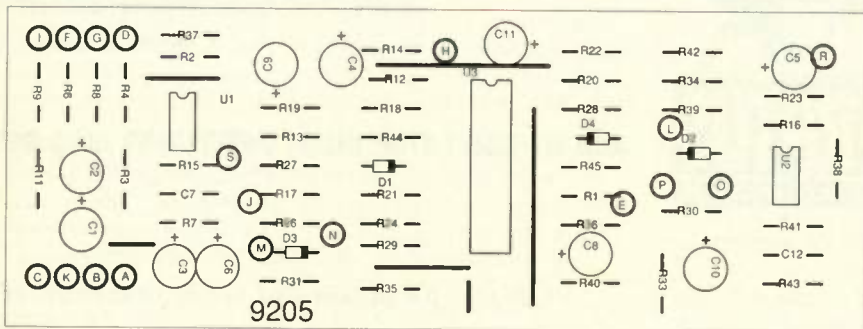 I F G D R37 R14 H C11 R22 R42 C5 R
R2 C9 C4 U3 R12 R20 R34
R9 R6 R8 R4 U1 R19 R18 R28 R39 R23
R13 R44 D4 L R16
R11 C2 R3 R15 S R27 D1 R45 D2 U2 R38
C7 J R17 R21 R1 E P O
C1 R7 N R30 R41
M D3 R29 C8 C12
C K B A C3 C6 R31 R35 R40 R33 C10 R43
9205